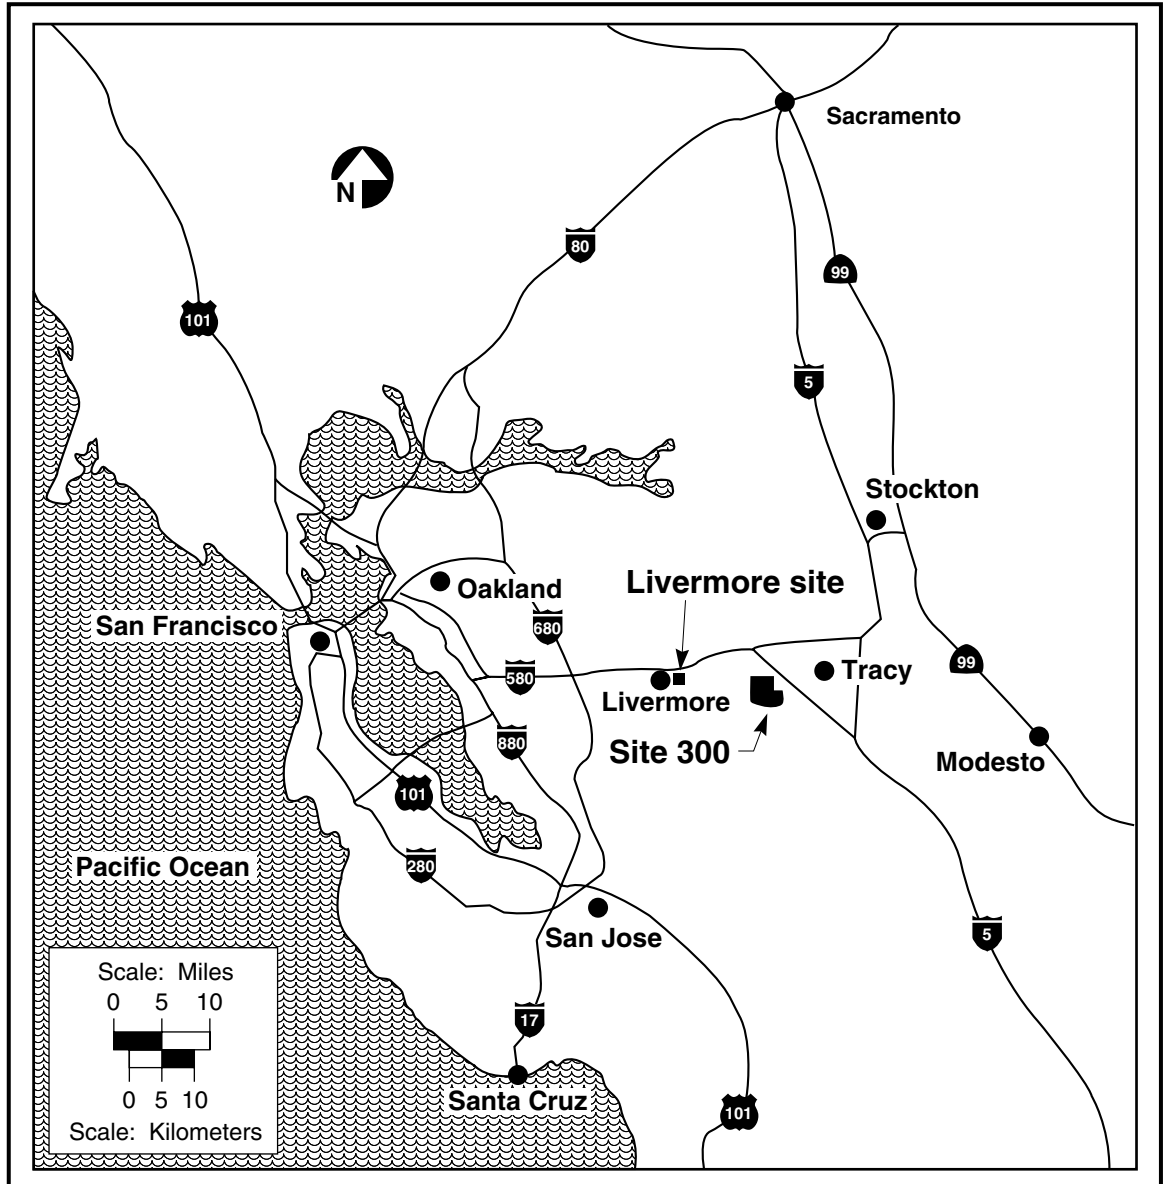 Sacramento
N
80
99
101
5
Stockton
Livermore site
Oakland
San Francisco
680
99
Tracy
580
Livermore
Site 300
880
Modesto
101
Pacific Ocean
280
5
San Jose
Scale: Miles
0 5 10
17
0 5 10
Scale: Kilometers
Santa Cruz
101